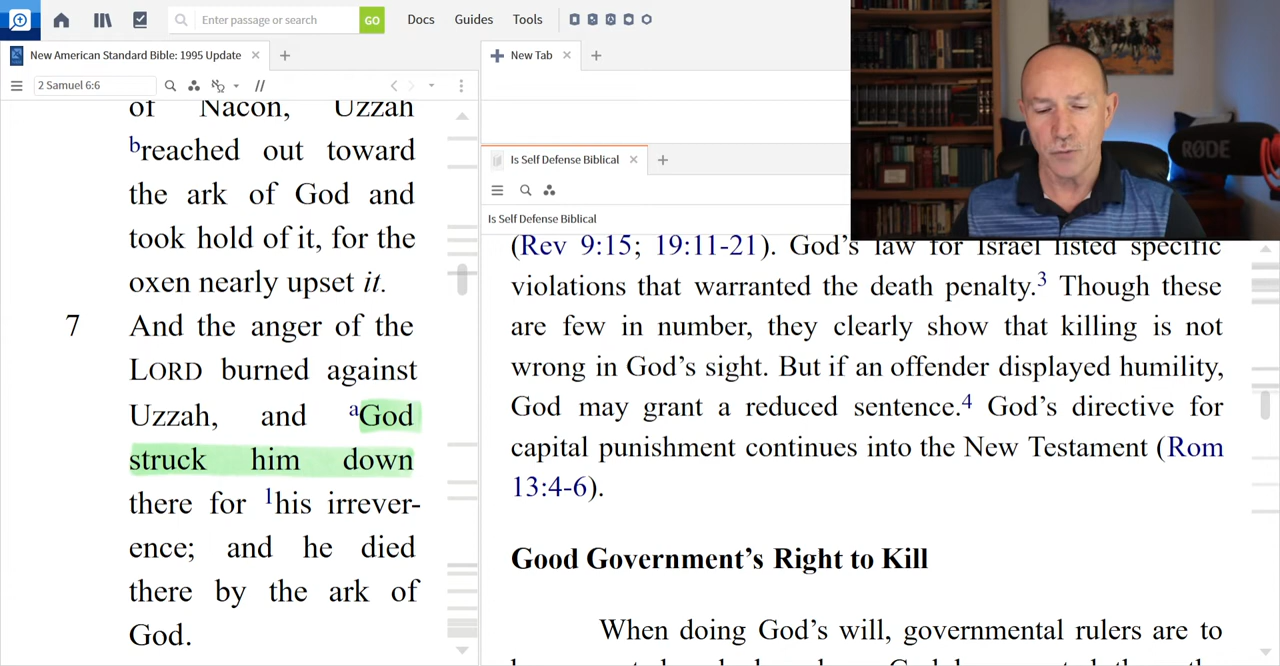 Enter passage or search
GO
Docs
Guides
Tools
New American Standard Bible: 1995 Update
New Tab
2 Samuel 6:6
of Nacon, Uzzah
breached out toward
the ark of God and
took hold of it, for the
oxen nearly upset it.
7 And the anger of the
LORD burned against
Uzzah, and aGod
struck him down
there for 1his irrever-
ence; and he died
there by the ark of
God.
Is Self Defense Biblical
Is Self Defense Biblical
(Rev 9:15; 19:11-21). God's law for Israel listed specific
violations that warranted the death penalty.3 Though these
are few in number, they clearly show that killing is not
wrong in God's sight. But if an offender displayed humility,
God may grant a reduced sentence.4 God's directive for
capital punishment continues into the New Testament (Rom
13:4-6).
Good Government's Right to Kill
When doing God's will, governmental rulers are to
RØDE